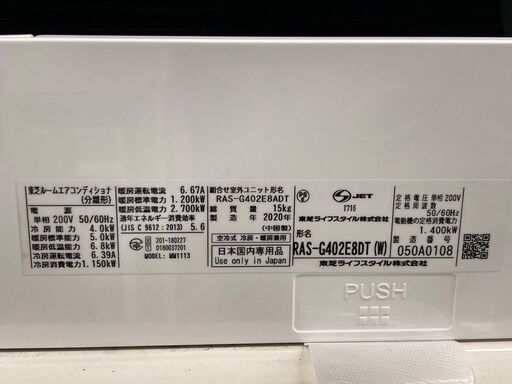 東芝ルームエアコンディショナ
(分離形)
電 源
単相 200V 50/60Hz
冷 房 能 力 4.0kW
暖 房 能 力 5.0kW
暖房低温能力 6.8kW
冷房運転電流 6.39A
冷房消費電力 1.150kW
暖房運転電流 6.67A
暖房標準電力 1.200kW
暖房低温電力 2.700kW
通年エネルギー消費効率
(JIS C 9612:2013) 5.6
201-180227
0180037201
MODEL: MM1113
組合せ室外ユニット形名
RAS-G402E8ADT
総 質 量 15kg
製 造 年 2020年
(中国製)
空冷式 冷房・暖房兼用
日本国内専用品
Use only in Japan
PS
E
JET
1716
東芝ライフスタイル株式会社
形名
RAS-G402E8DT(W)
東芝ライフスタイル株式会社
定 格 電 圧 単相 200V
定 格 周 波 数
50/60Hz
電動機の定格消費電力
1.400kW
製 造 番 号
050A0108
PUSH